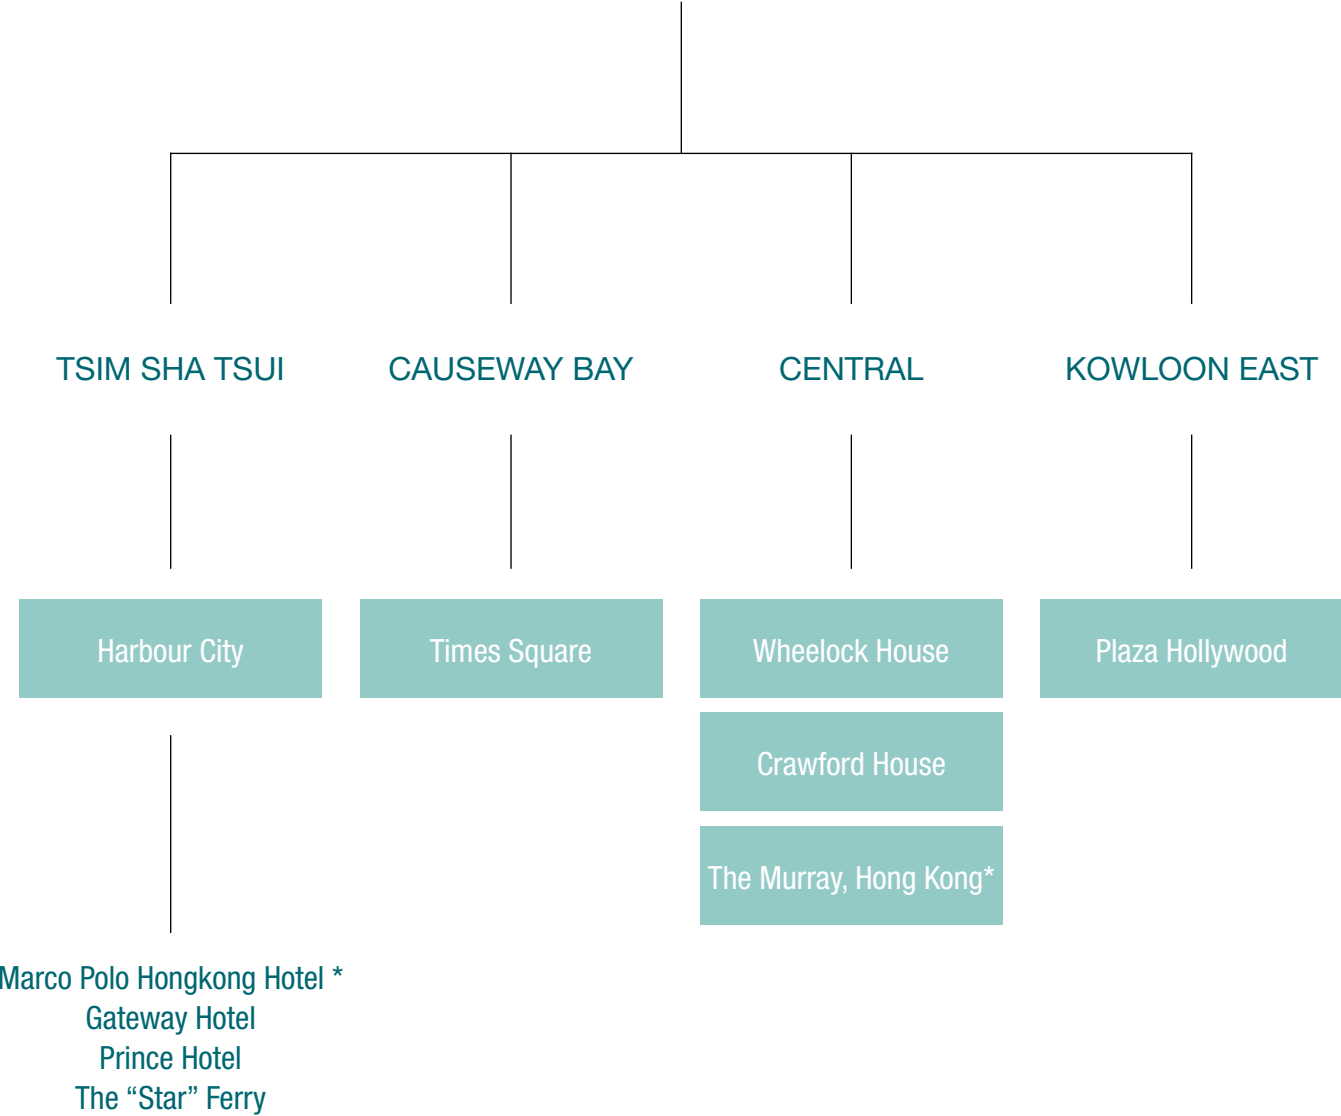 TSIM SHA TSUI
CAUSEWAY BAY
CENTRAL
KOWLOON EAST
Harbour City
Times Square
Wheelock House
Plaza Hollywood
Crawford House
The Murray, Hong Kong*
Marco Polo Hongkong Hotel *
Gateway Hotel
Prince Hotel
The “Star” Ferry